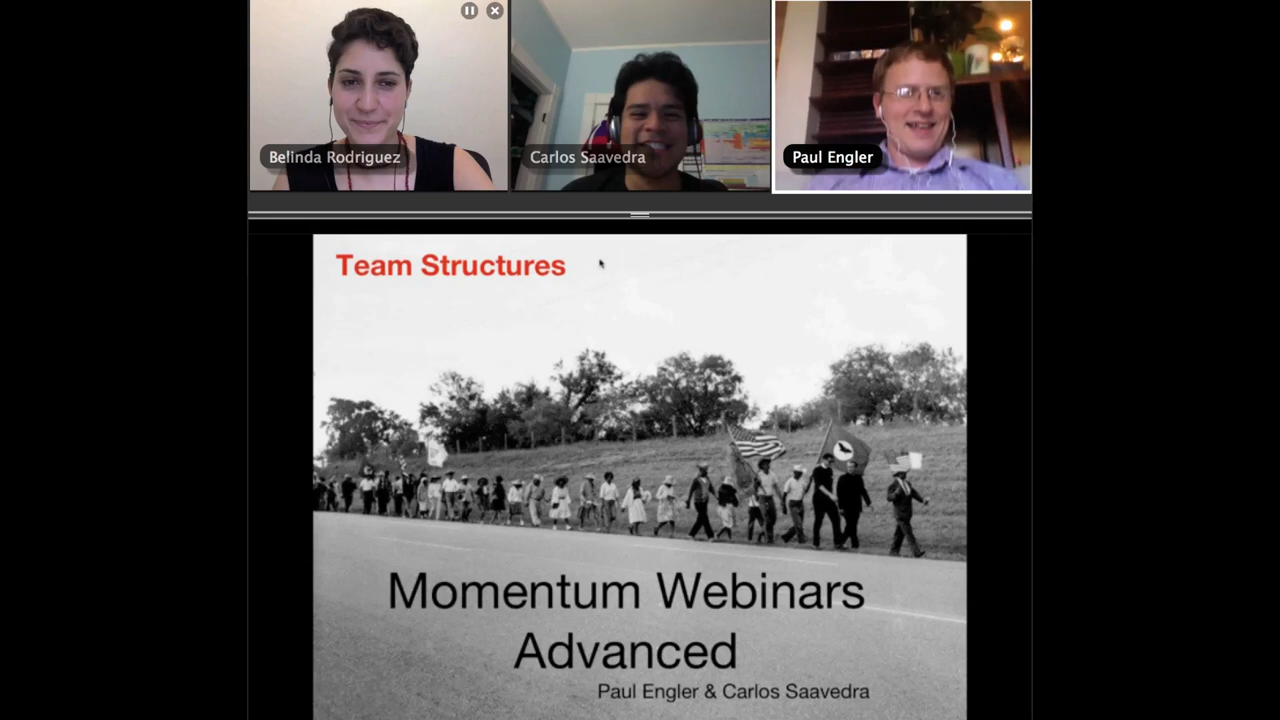 Belinda Rodriguez
Carlos Saavedra
Paul Engler
Team Structures
Momentum Webinars
Advanced
Paul Engler & Carlos Saavedra